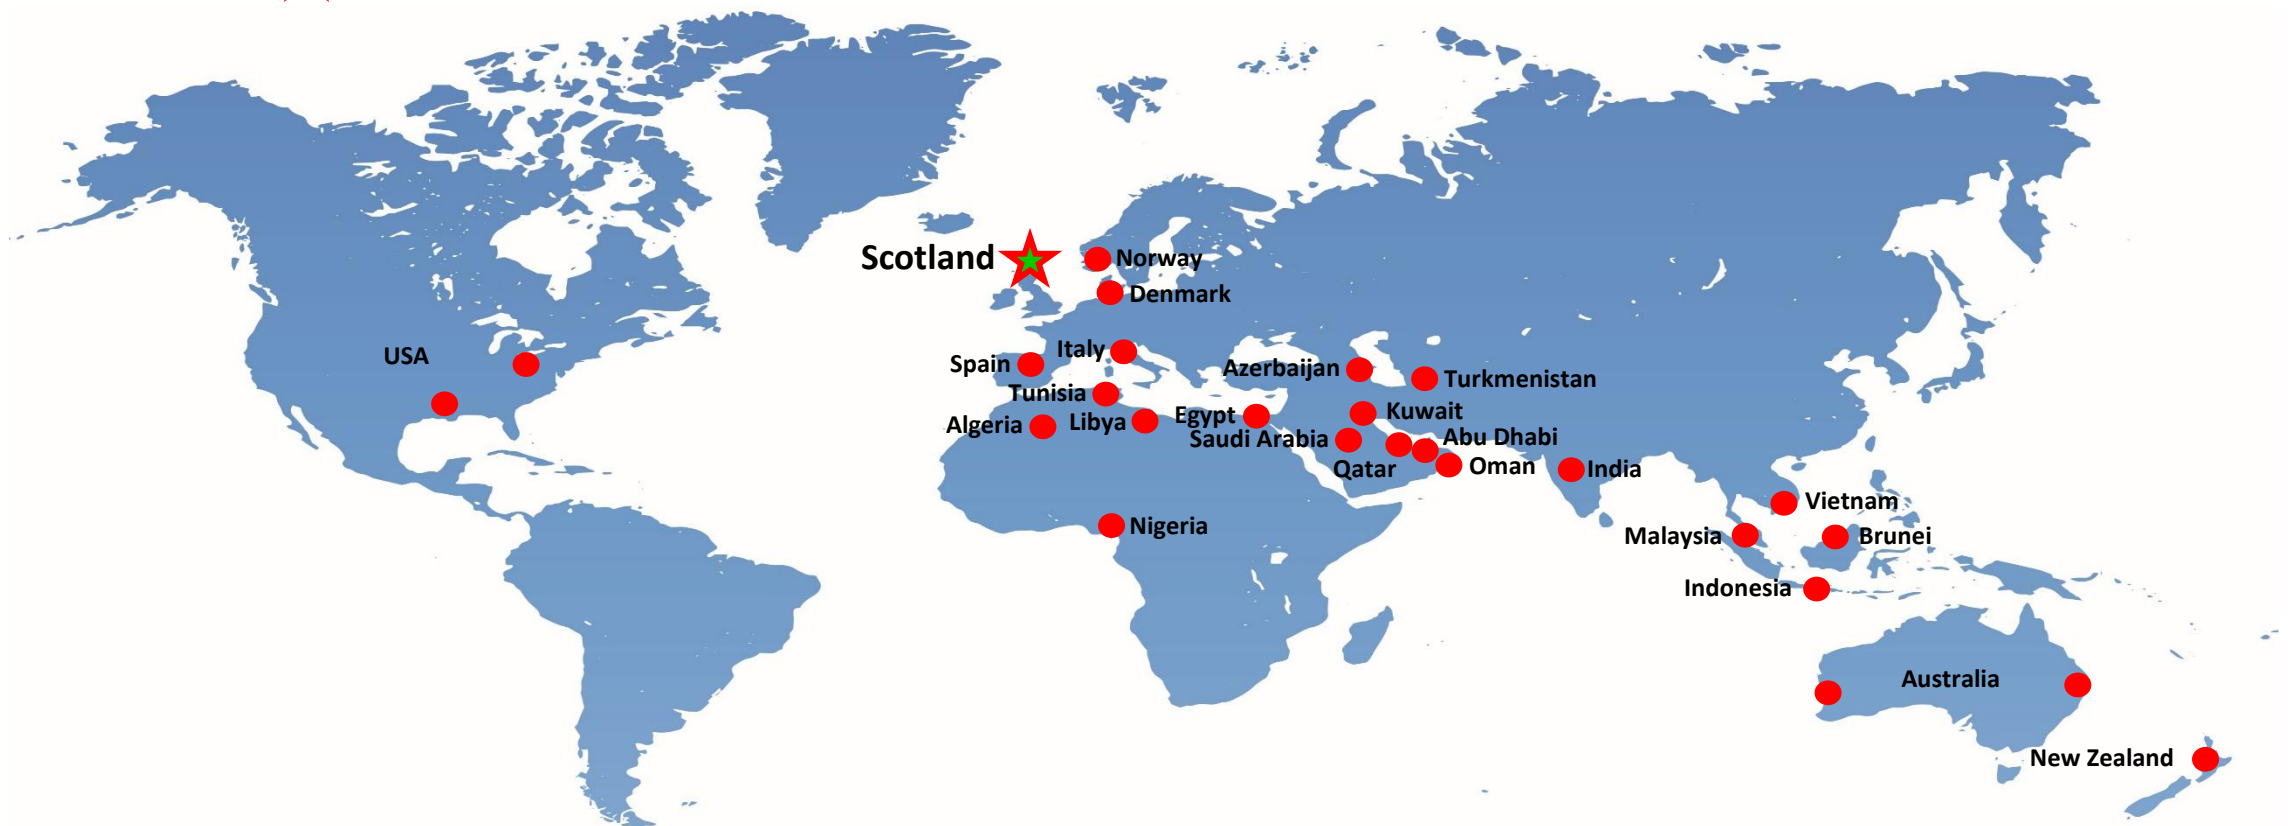 Scotland
Norway
Denmark
USA
Italy
Spain
Azerbaijan
Turkmenistan
Tunisia
Kuwait
Egypt
Libya
Algeria
Saudi Arabia
Abu Dhabi
Qatar
Oman
India
Vietnam
Nigeria
Malaysia
Brunei
Indonesia
Australia
New Zealand